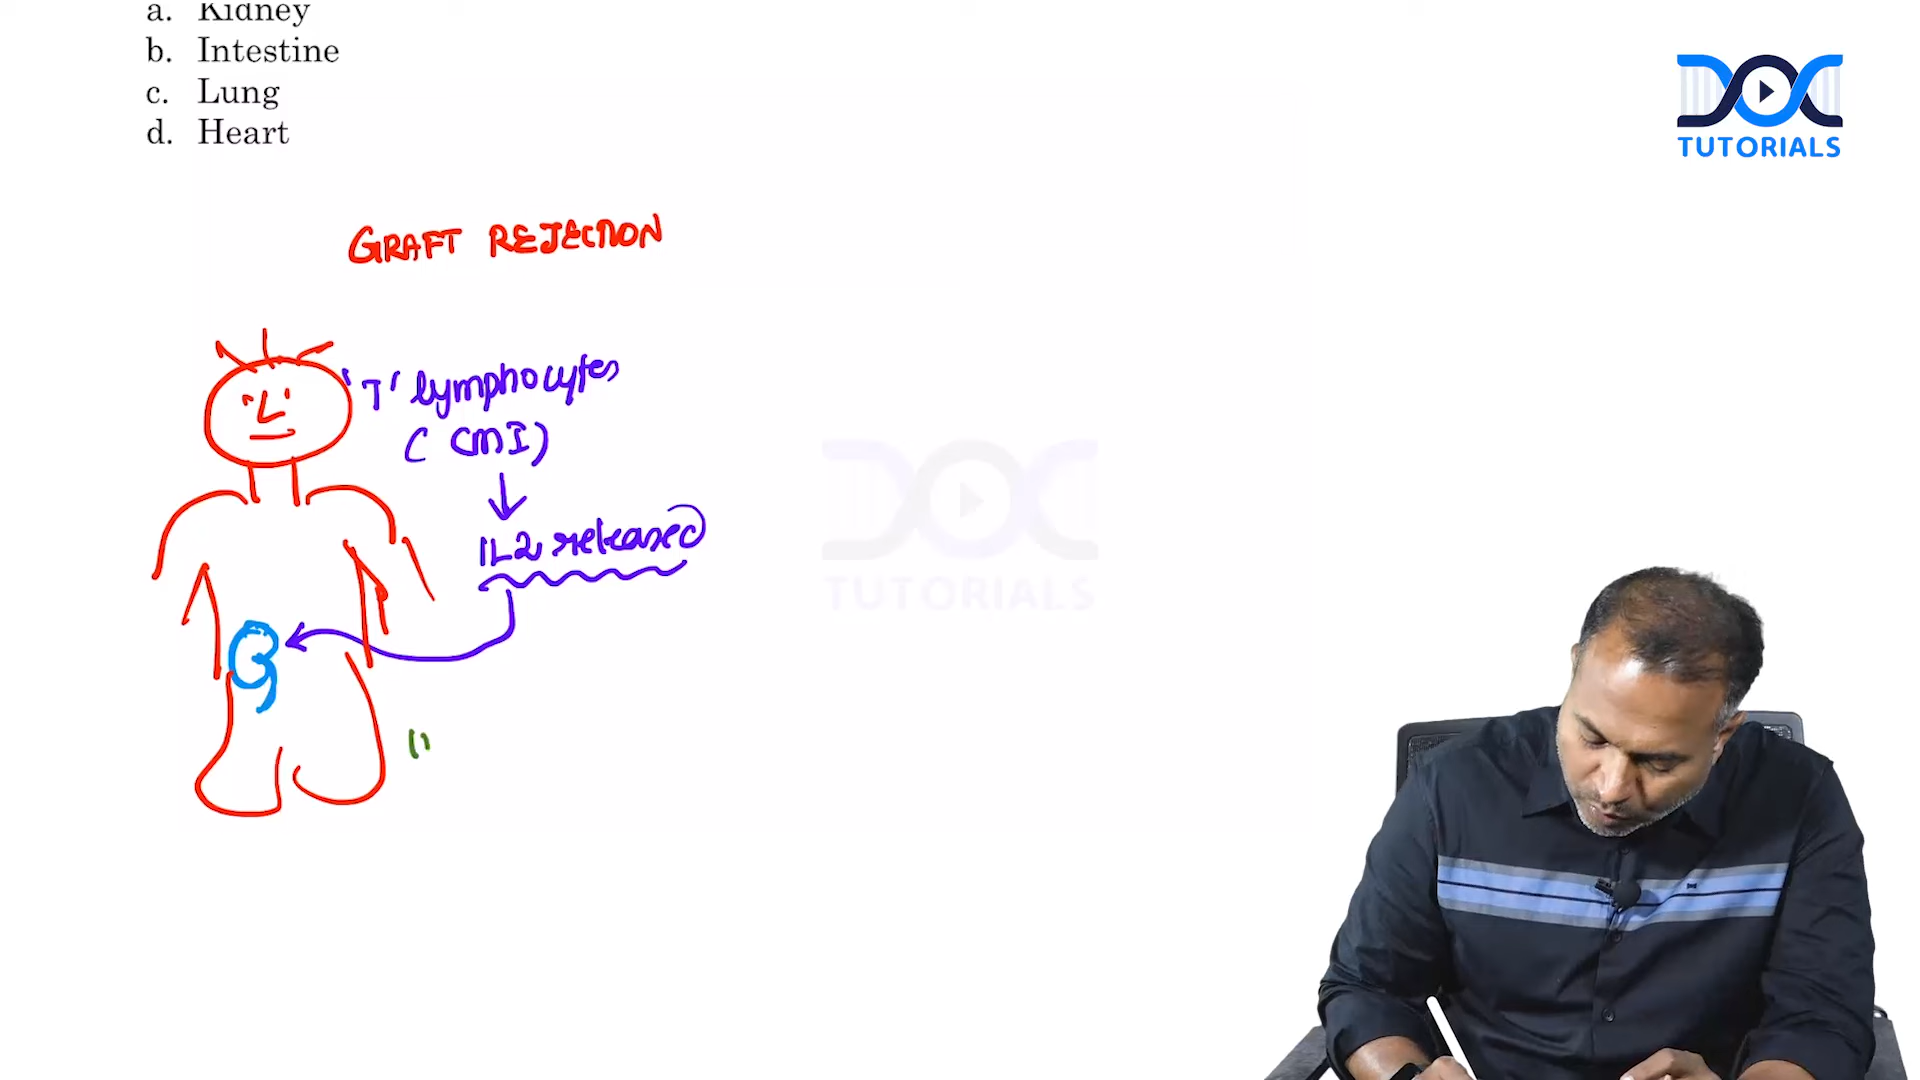 a. Kidney
b. Intestine
c. Lung
d. Heart
TUTORIALS
GRAFT REJECTION
'T' lymphocytes
(CMI)
IL2 released
TUTORIALS